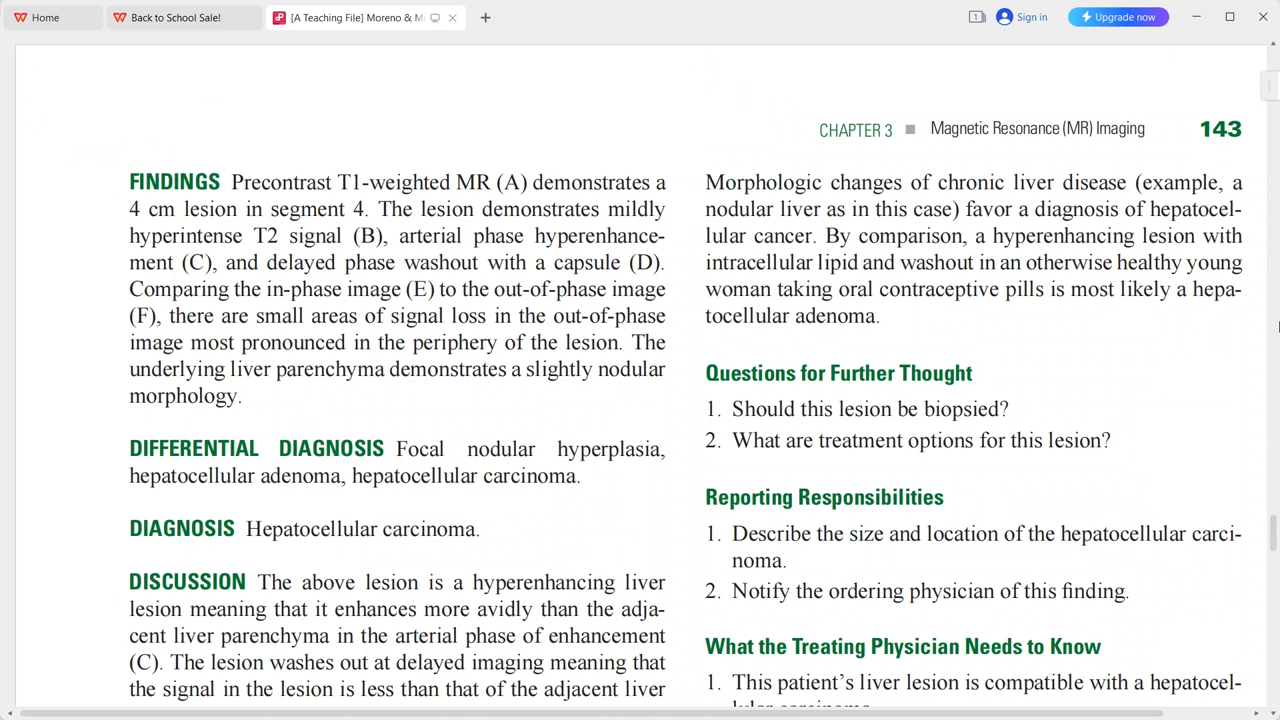 Home
Back to School Sale!
[A Teaching File] Moreno & Mi
1
Sign in
Upgrade now
CHAPTER 3 ■ Magnetic Resonance (MR) Imaging 143
FINDINGS Precontrast T1-weighted MR (A) demonstrates a
4 cm lesion in segment 4. The lesion demonstrates mildly
hyperintense T2 signal (B), arterial phase hyperenhance-
ment (C), and delayed phase washout with a capsule (D).
Comparing the in-phase image (E) to the out-of-phase image
(F), there are small areas of signal loss in the out-of-phase
image most pronounced in the periphery of the lesion. The
underlying liver parenchyma demonstrates a slightly nodular
morphology.
DIFFERENTIAL DIAGNOSIS Focal nodular hyperplasia,
hepatocellular adenoma, hepatocellular carcinoma.
DIAGNOSIS Hepatocellular carcinoma.
DISCUSSION The above lesion is a hyperenhancing liver
lesion meaning that it enhances more avidly than the adja-
cent liver parenchyma in the arterial phase of enhancement
(C). The lesion washes out at delayed imaging meaning that
the signal in the lesion is less than that of the adjacent liver
Morphologic changes of chronic liver disease (example, a
nodular liver as in this case) favor a diagnosis of hepatocel-
lular cancer. By comparison, a hyperenhancing lesion with
intracellular lipid and washout in an otherwise healthy young
woman taking oral contraceptive pills is most likely a hepa-
tocellular adenoma.
Questions for Further Thought
1. Should this lesion be biopsied?
2. What are treatment options for this lesion?
Reporting Responsibilities
1. Describe the size and location of the hepatocellular carci-
noma.
2. Notify the ordering physician of this finding.
What the Treating Physician Needs to Know
1. This patient's liver lesion is compatible with a hepatocel-
lular carcinoma.